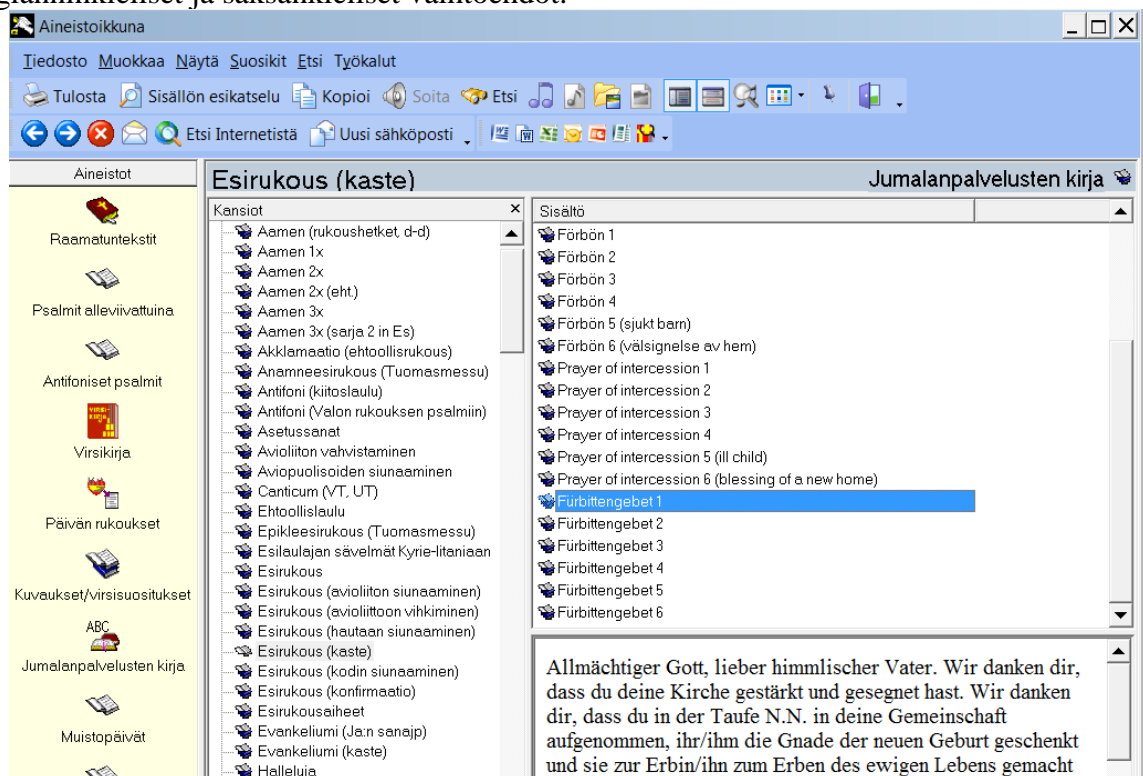 englanninkieliset ja saksankieliset vaihtoehdot.
Aineistoikkuna
Tiedosto Muokkaa Näytä Suosikit Etsi Työkalut
Tulosta Sisällön esikatselu Kopioi Soita Etsi
Etsi Internetistä Uusi sähköposti
Aineistot
Raamatuntekstit
Psalmit alleviivattuina
Antifoniset psalmit
VIRSI-
KIRJA
Virsikirja
Päivän rukoukset
Kuvaukset/virsisuositukset
ABC
Jumalanpalvelusten kirja
Muistopäivät
Esirukous (kaste)
Jumalanpalvelusten kirja
Kansiot
Aamen (rukoushetket, d-d)
Aamen 1x
Aamen 2x
Aamen 2x (eht.)
Aamen 3x
Aamen 3x (sarja 2 in Es)
Akklamaatio (ehtoollisrukous)
Anamneesirukous (Tuomasmessu)
Antifoni (kiitoslaulu)
Antifoni (Valon rukouksen psalmiin)
Asetussanat
Avioliiton vahvistaminen
Aviopuolisoiden siunaaminen
Canticum (VT, UT)
Ehtoollislaulu
Epikleesirukous (Tuomasmessu)
Esilaulajan sävelmät Kyrie-litaniaan
Esirukous
Esirukous (avioliiton siunaaminen)
Esirukous (avioliittoon vihkiminen)
Esirukous (hautaan siunaaminen)
Esirukous (kaste)
Esirukous (kodin siunaaminen)
Esirukous (konfirmaatio)
Esirukousaiheet
Evankeliumi (Ja:n sanajp)
Evankeliumi (kaste)
Halleluja
Sisältö
Förbön 1
Förbön 2
Förbön 3
Förbön 4
Förbön 5 (sjukt barn)
Förbön 6 (välsignelse av hem)
Prayer of intercession 1
Prayer of intercession 2
Prayer of intercession 3
Prayer of intercession 4
Prayer of intercession 5 (ill child)
Prayer of intercession 6 (blessing of a new home)
Fürbittengebet 1
Fürbittengebet 2
Fürbittengebet 3
Fürbittengebet 4
Fürbittengebet 5
Fürbittengebet 6
Allmächtiger Gott, lieber himmlischer Vater. Wir danken dir,
dass du deine Kirche gestärkt und gesegnet hast. Wir danken
dir, dass du in der Taufe N.N. in deine Gemeinschaft
aufgenommen, ihr/ihm die Gnade der neuen Geburt geschenkt
und sie zur Erbin/ihn zum Erben des ewigen Lebens gemacht